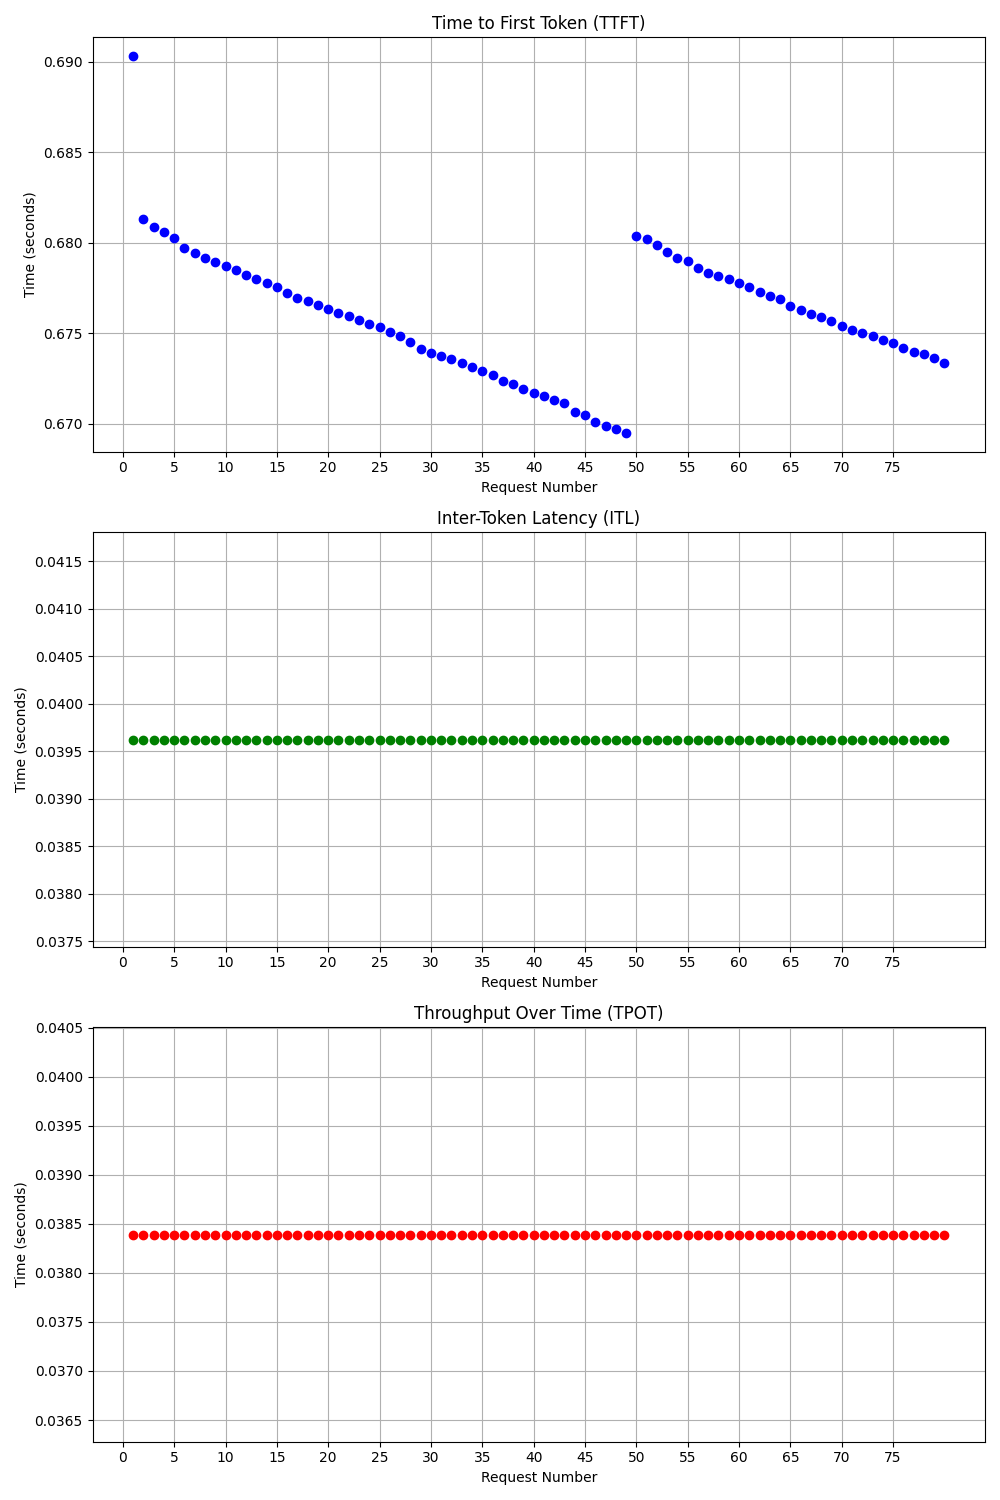 Time to First Token (TTFT)
0.690
0.685
0.680
0.675
0.670
Time (seconds)
0 5 10 15 20 25 30 35 40 45 50 55 60 65 70 75
Request Number
Inter-Token Latency (ITL)
0.0415
0.0410
0.0405
0.0400
0.0395
0.0390
0.0385
0.0380
0.0375
Time (seconds)
0 5 10 15 20 25 30 35 40 45 50 55 60 65 70 75
Request Number
Throughput Over Time (TPOT)
0.0405
0.0400
0.0395
0.0390
0.0385
0.0380
0.0375
0.0370
0.0365
Time (seconds)
0 5 10 15 20 25 30 35 40 45 50 55 60 65 70 75
Request Number